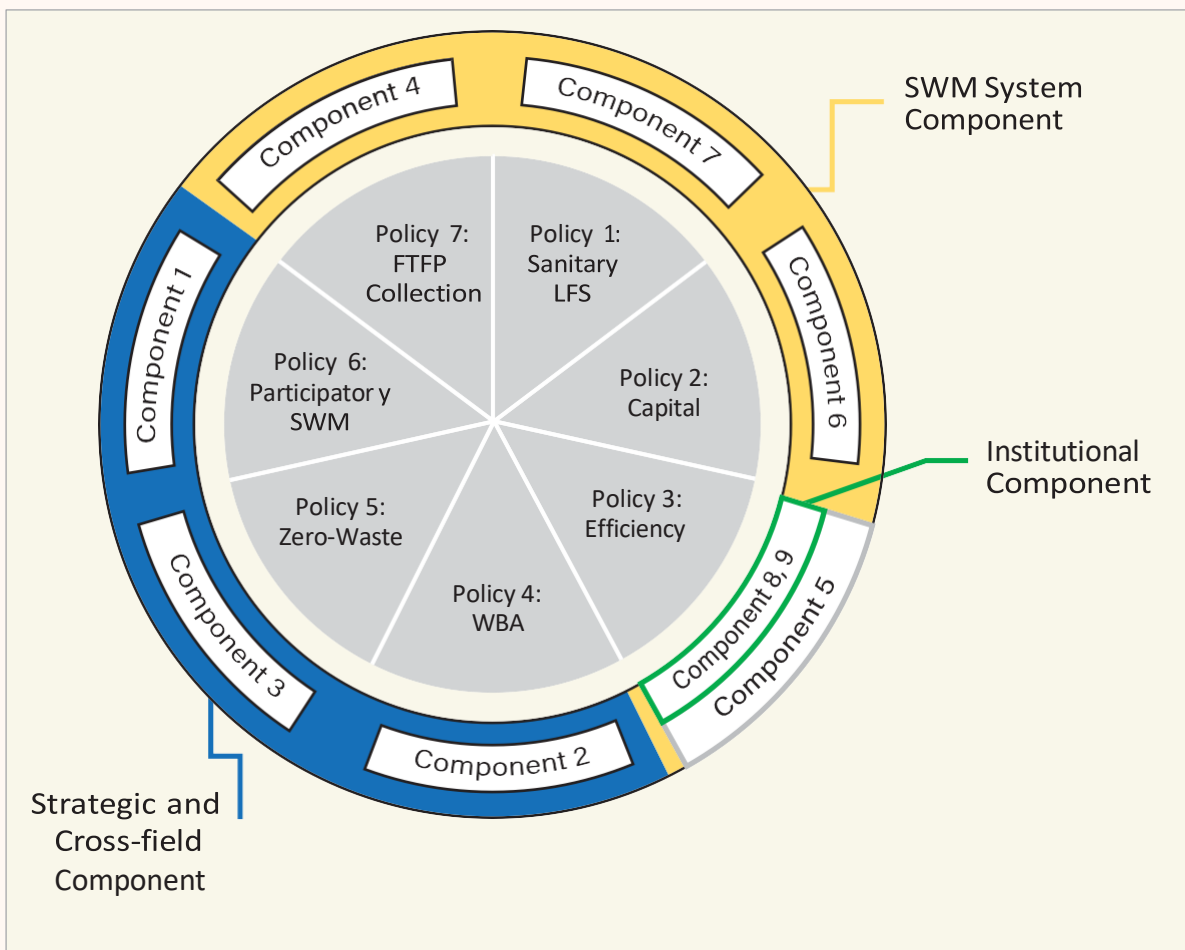 Component 4
Component 7
SWM System
Component
Component 1
Component 6
Policy 7:
FTFP
Collection
Policy 1:
Sanitary
LFS
Policy 6:
Participatory
SWM
Policy 2:
Capital
Policy 5:
Zero-Waste
Policy 3:
Efficiency
Policy 4:
WBA
Institutional
Component
Component 8, 9
Component 5
Component 3
Component 2
Strategic and
Cross-field
Component